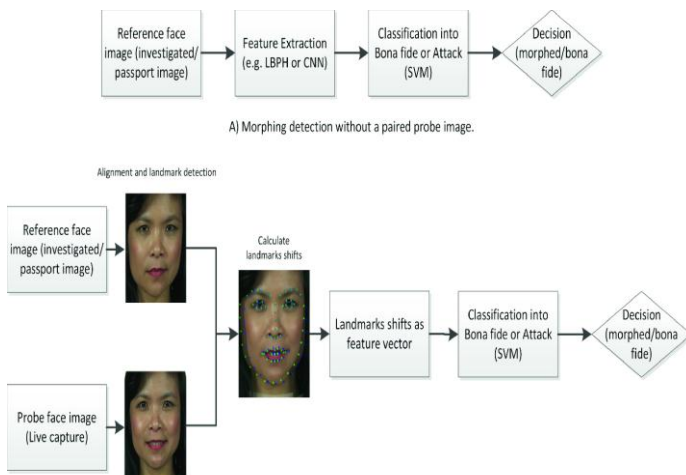 Reference face
image (investigated/
passport image)
Feature Extraction
(e.g. LBPH or CNN)
Classification into
Bona fide or Attack
(SVM)
Decision
(morphed/bona
fide)
A) Morphing detection without a paired probe image.
Alignment and landmark detection
Reference face
image (investigated/
passport image)
Probe face image
(Live capture)
Calculate
landmarks shifts
Landmarks shifts as
feature vector
Classification into
Bona fide or Attack
(SVM)
Decision
(morphed/bona
fide)